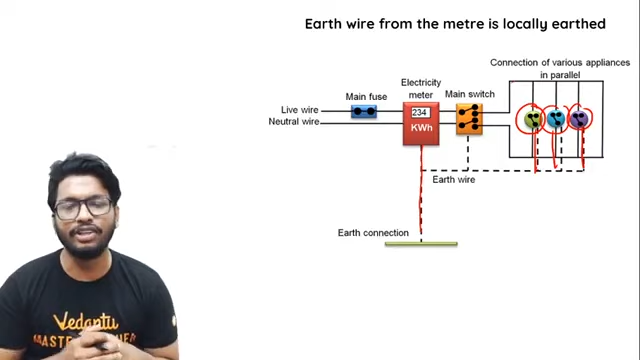 Earth wire from the metre is locally earthed
Connection of various appliances
in parallel
Electricity
meter
Main switch
Main fuse
Live wire
Neutral wire
234
KWh
Earth wire
Earth connection
Vedantu